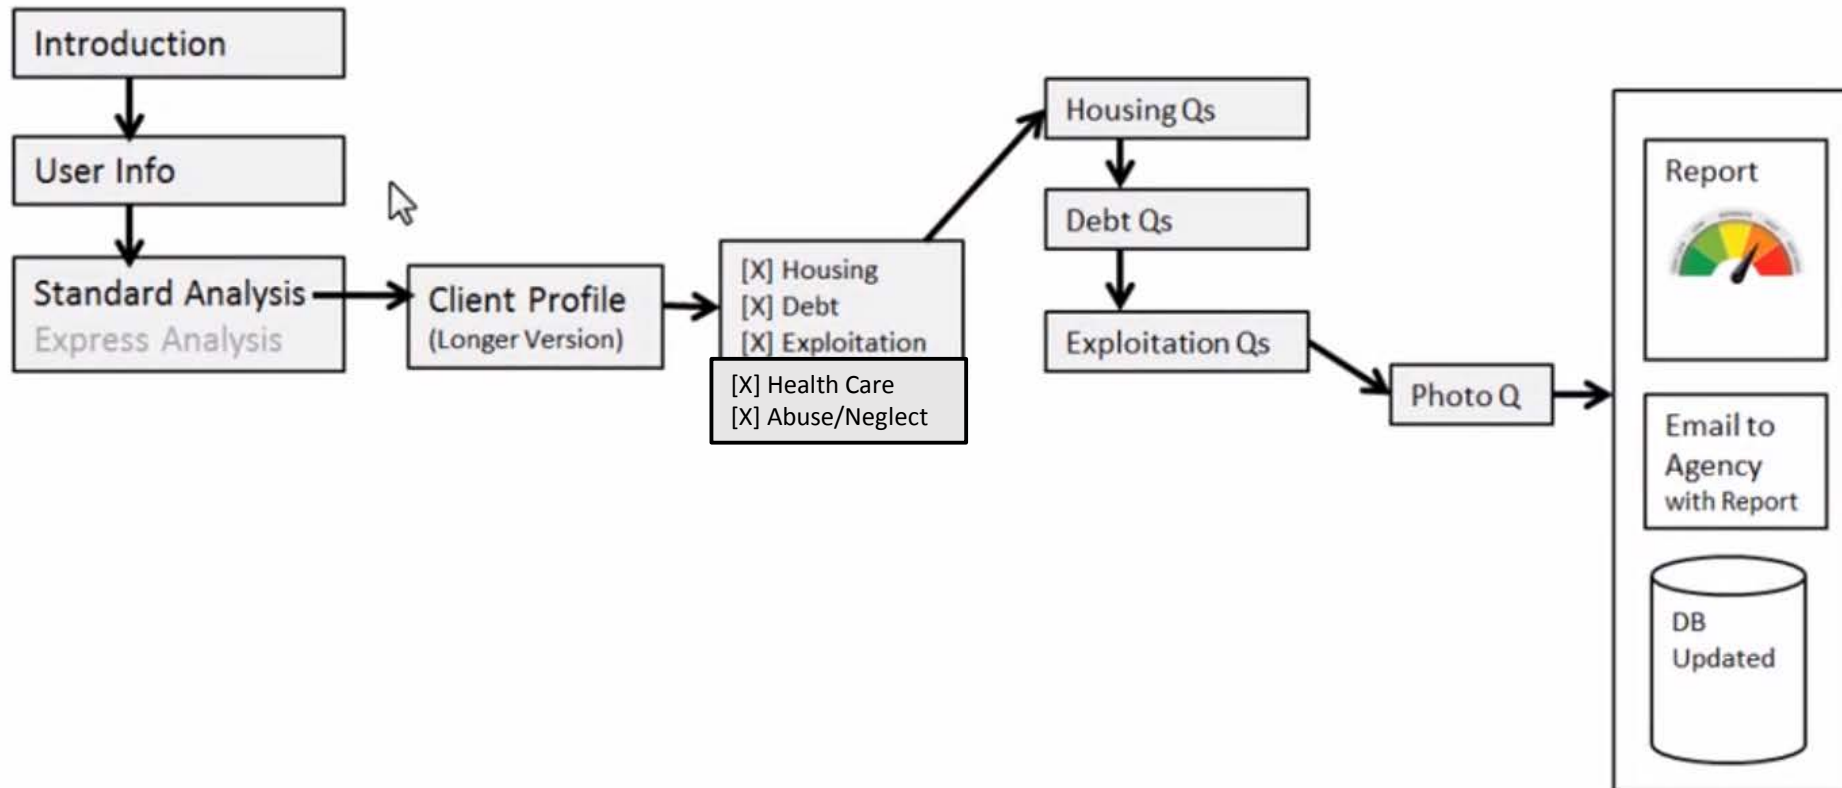 Introduction
User Info
Standard Analysis
Express Analysis
Client Profile
(Longer Version)
[X] Housing
[X] Debt
[X] Exploitation
[X] Health Care
[X] Abuse/Neglect
Housing Qs
Debt Qs
Exploitation Qs
Photo Q
Report
Email to
Agency
with Report
DB
Updated